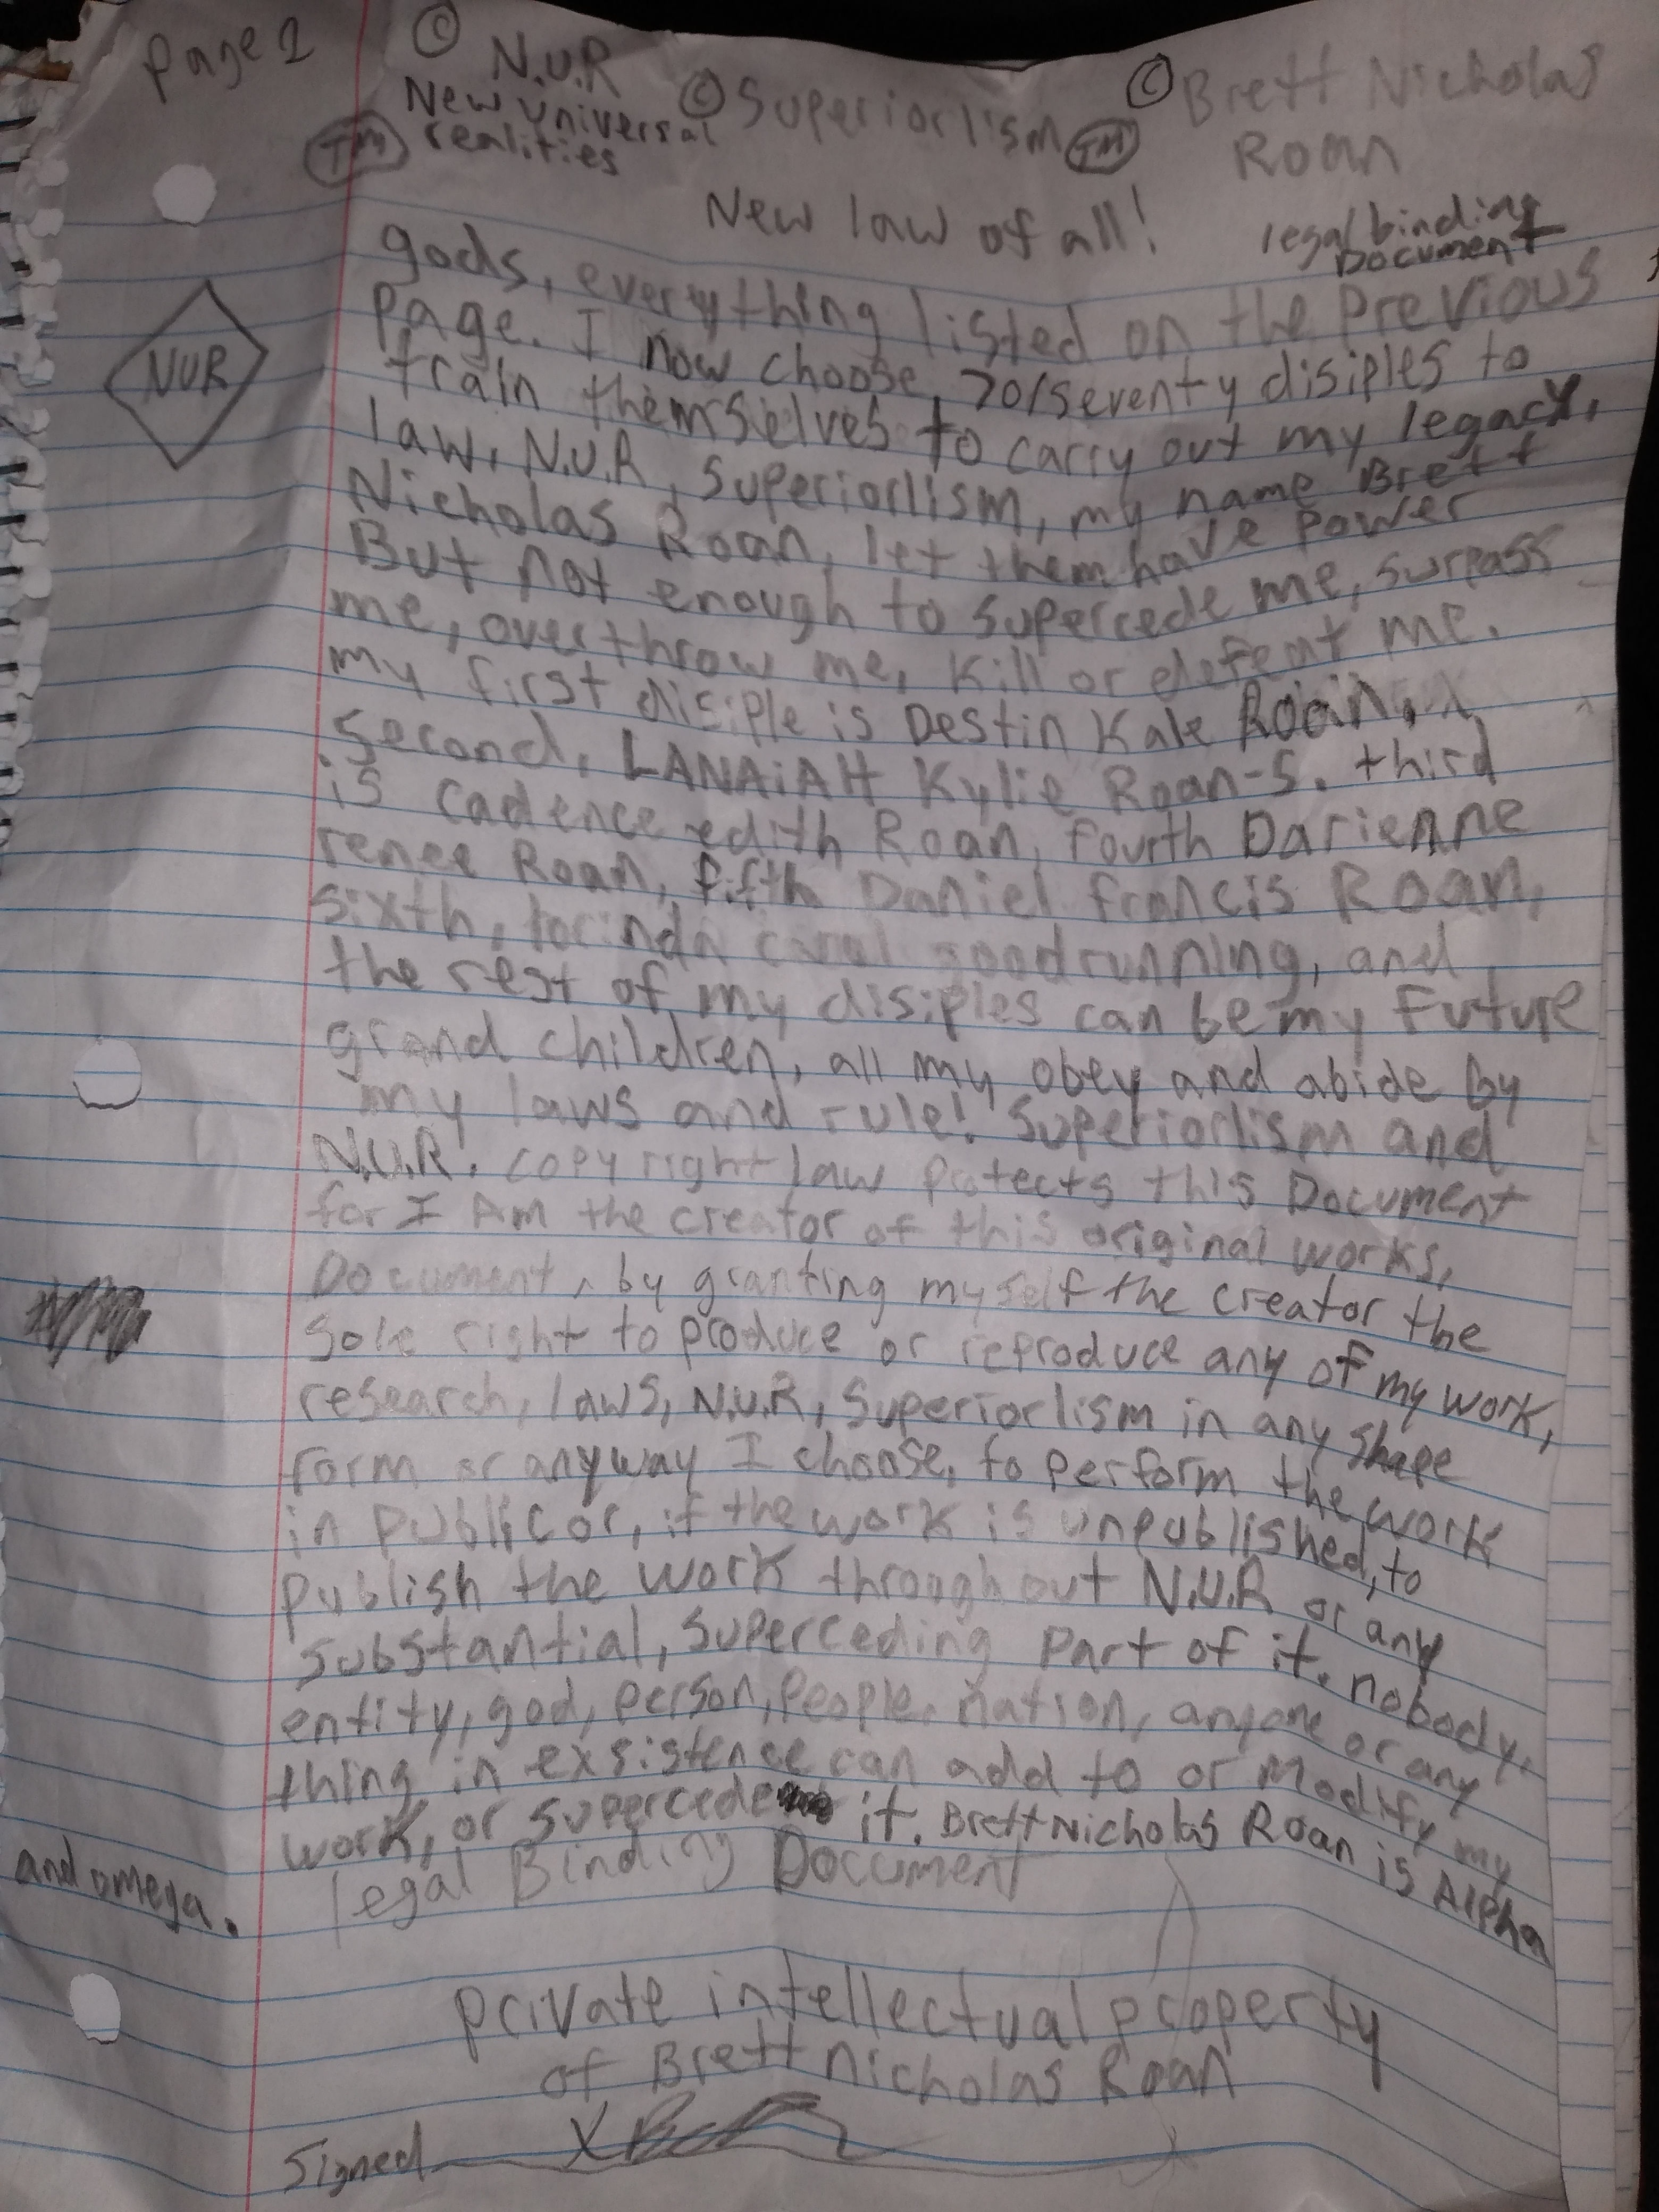 Page 2
© N.U.R
New universal
realities
TM
© Superiorlism TM
© Brett Nicholas
Roan
New law of all!
legal binding
Document
NUR
gods, everything listed on the previous
page. I now choose 70/seventy disiples to
train themselves to carry out my legacy,
law, N.U.R, Superiorlism, my name Brett
Nicholas Roan, let them have power
But not enough to supercede me, surpass
me, overthrow me, kill or defeat me.
my first disiple is Destin Kale Roan,
second, LANAiAH Kylie Roan-S. third
is cadence edith Roan, fourth Darienne
renee Roan, fifth Daniel francis Roan,
sixth, goodrunning, and
the rest of my disiples can be my Future
grand children, all my obey and abide by
my laws and rule! Superiorlism and
N.U.R. copyright law protects this Document
for I Am the creator of this original works,
Document, by granting myself the creator the
sole right to produce or reproduce any of my work,
research, laws, N.U.R, Superiorlism in any shape
form or anyway I choose, to perform the work
in public or, if the work is unpublished, to
publish the work throughout N.U.R or any
substantial, superceding part of it. nobody,
entity, god, person, people, nation, anyone or any
thing in exsistence can add to or modify my
work, or supercede it. Brett Nicholas Roan is Alpha
and omega.
legal Binding Document
private intellectual property
of Brett nicholas Roan
Signed X